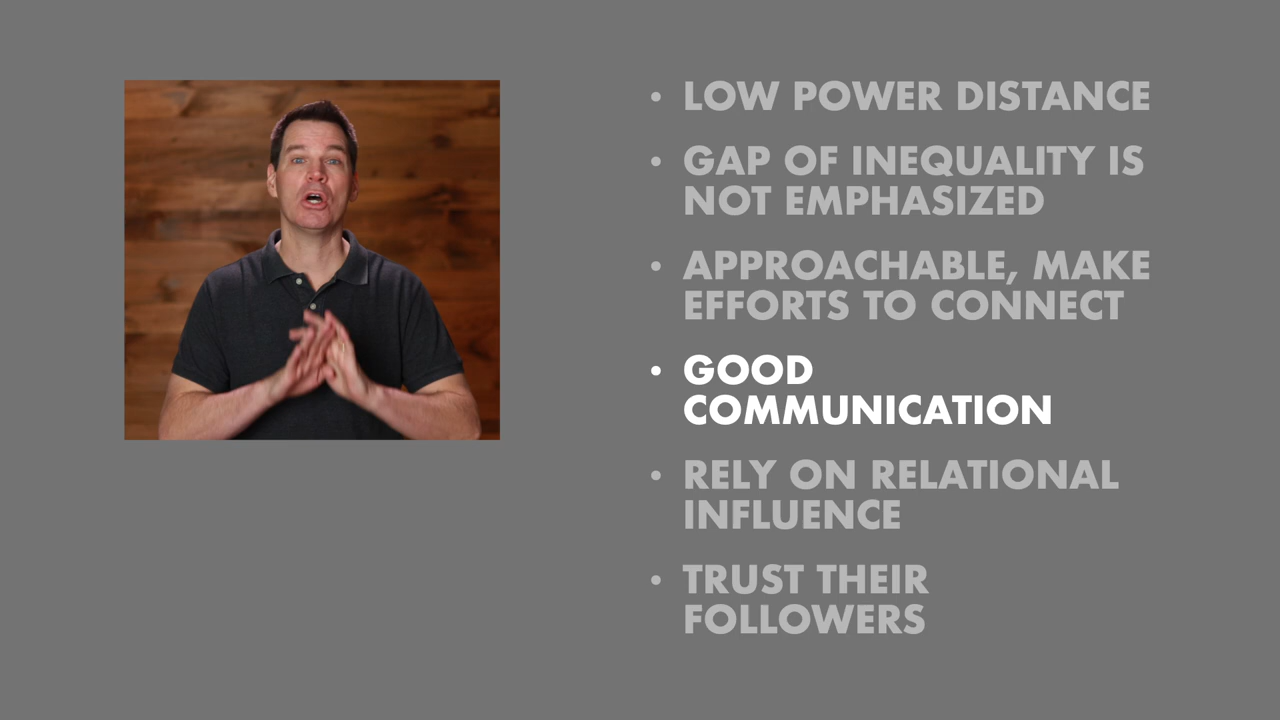 • LOW POWER DISTANCE
• GAP OF INEQUALITY IS
NOT EMPHASIZED
• APPROACHABLE, MAKE
EFFORTS TO CONNECT
• GOOD
COMMUNICATION
• RELY ON RELATIONAL
INFLUENCE
• TRUST THEIR
FOLLOWERS